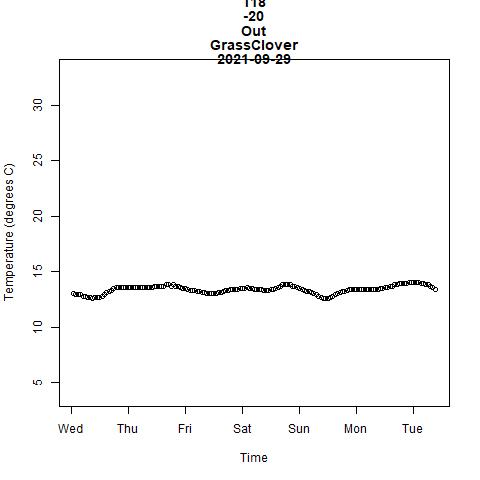 118
-20
Out
GrassClover
2021-09-29
Temperature (degrees C)
30
25
20
15
10
5
Wed Thu Fri Sat Sun Mon Tue
Time